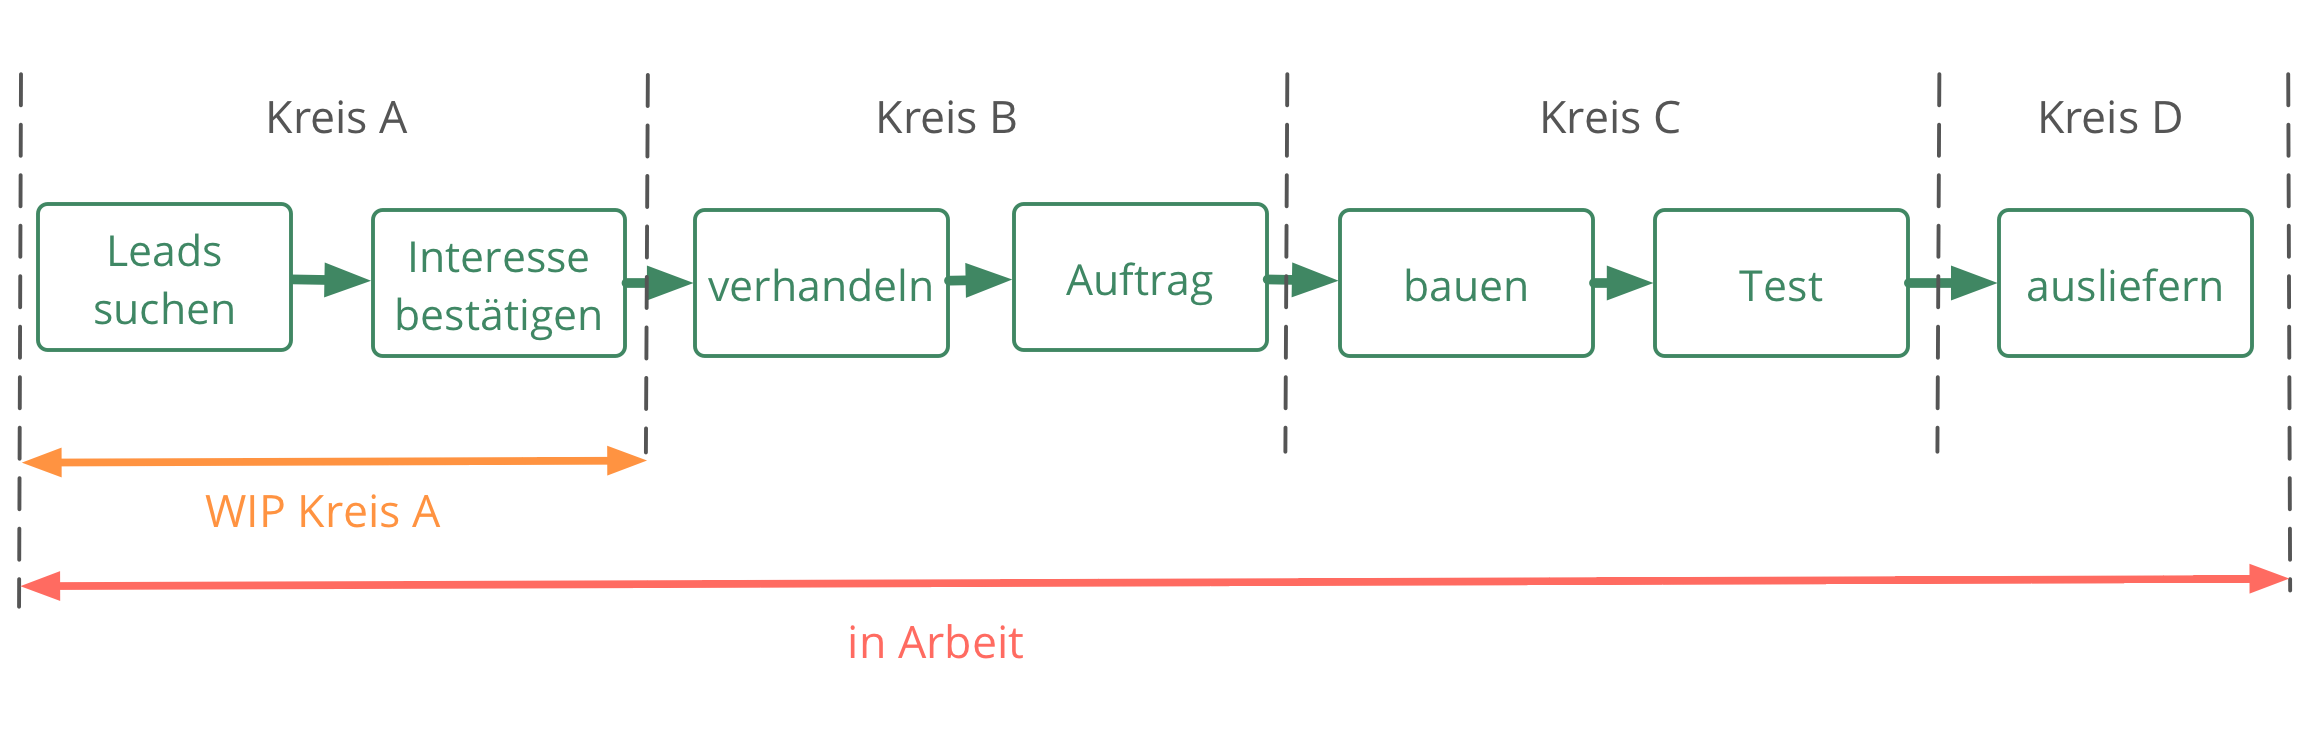 Kreis A
Kreis B
Kreis C
Kreis D
Leads
suchen
Interesse
bestätigen
verhandeln
Auftrag
bauen
Test
ausliefern
WIP Kreis A
in Arbeit